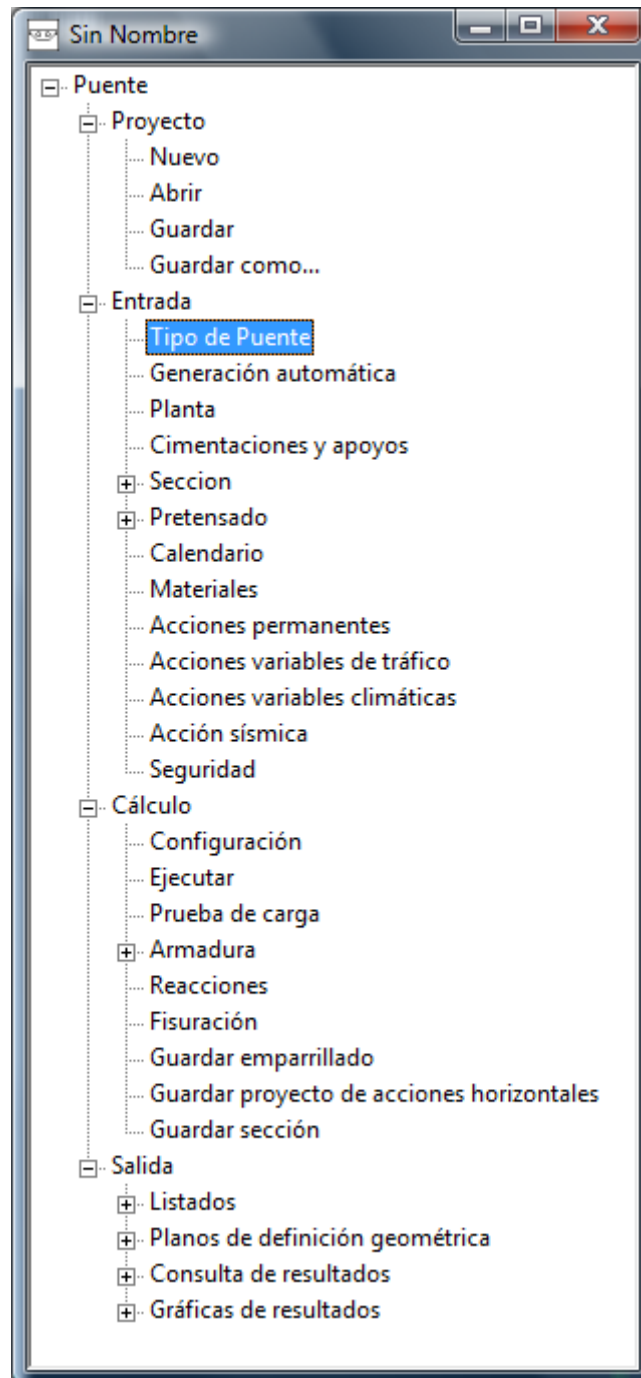 Sin Nombre
Puente
Proyecto
Nuevo
Abrir
Guardar
Guardar como...
Entrada
Tipo de Puente
Generación automática
Planta
Cimentaciones y apoyos
Seccion
Pretensado
Calendario
Materiales
Acciones permanentes
Acciones variables de tráfico
Acciones variables climáticas
Acción sísmica
Seguridad
Cálculo
Configuración
Ejecutar
Prueba de carga
Armadura
Reacciones
Fisuración
Guardar emparrillado
Guardar proyecto de acciones horizontales
Guardar sección
Salida
Listados
Planos de definición geométrica
Consulta de resultados
Gráficas de resultados